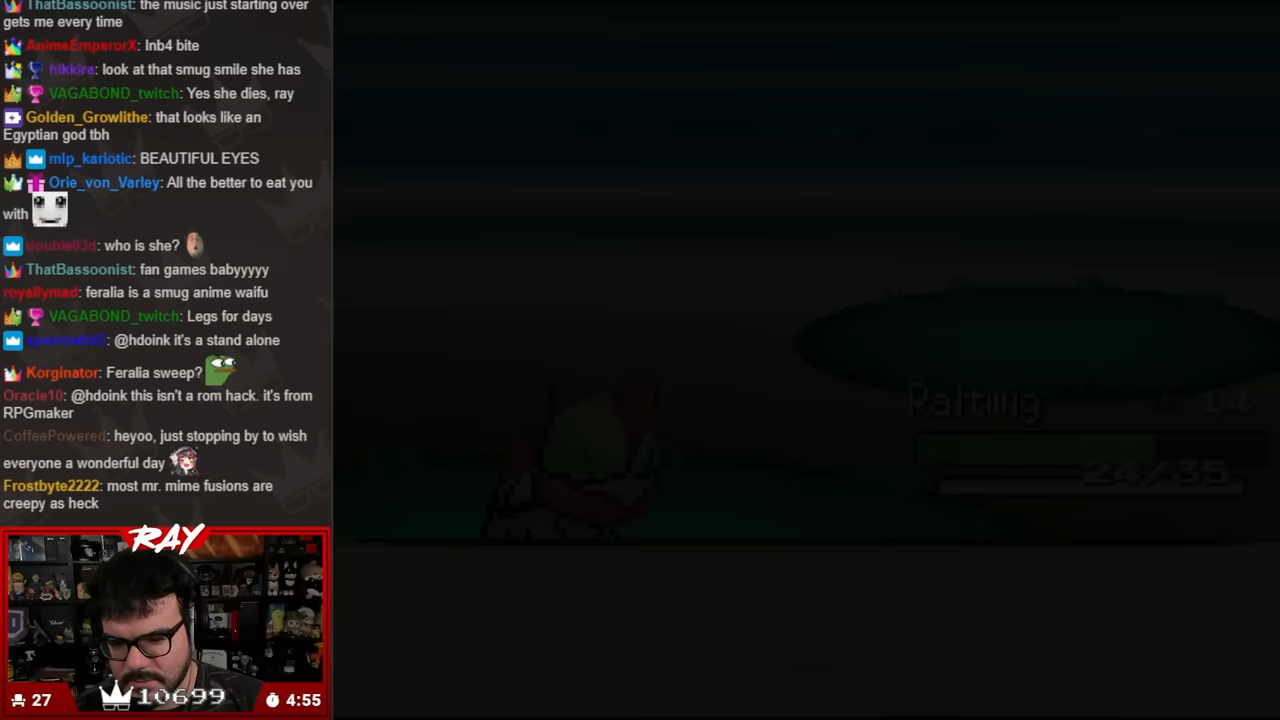 ThatBassoonist: the music just starting over
gets me every time
AnimeEmperorX: Inb4 bite
hikkira: look at that smug smile she has
VAGABOND_twitch: Yes she dies, ray
Golden_Growlithe: that looks like an
Egyptian god tbh
mlp_kariotic: BEAUTIFUL EYES
Orie_von_Varley: All the better to eat you
with
double03d: who is she?
ThatBassoonist: fan games babyyyyy
royallymad: feralia is a smug anime waifu
VAGABOND_twitch: Legs for days
@hdoink it's a stand alone
Korginator: Feralia sweep?
Oracle10: @hdoink this isn't a rom hack. it's from
RPGmaker
CoffeePowered: heyoo, just stopping by to wish
everyone a wonderful day
Frostbyte2222: most mr. mime fusions are
creepy as heck
Raltwig
14
24/35
RAY
27
10699
4:55